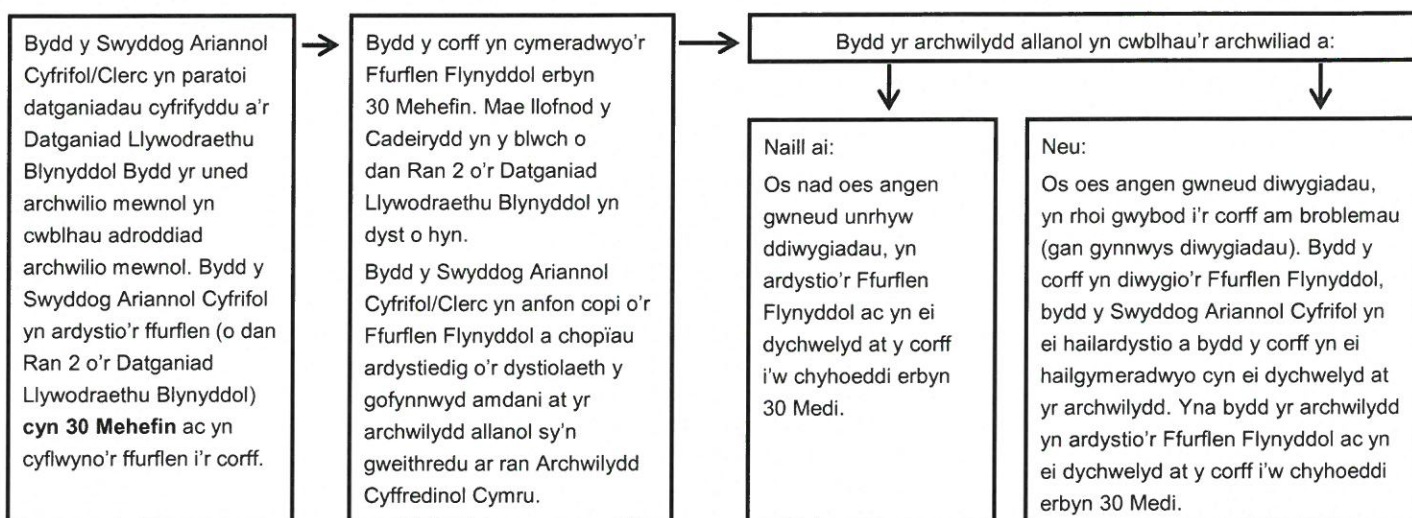 Bydd y Swyddog Ariannol
Cyfrifol/Clerc yn paratoi
datganiadau cyfrifyddu a'r
Datganiad Llywodraethu
Blynyddol Bydd yr uned
archwilio mewnol yn
cwblhau adroddiad
archwilio mewnol. Bydd y
Swyddog Ariannol Cyfrifol
yn ardystio'r ffurflen (o dan
Ran 2 o'r Datganiad
Llywodraethu Blynyddol)
cyn 30 Mehefin ac yn
cyflwyno'r ffurflen i'r corff.
Bydd y corff yn cymeradwyo'r
Ffurflen Flynyddol erbyn
30 Mehefin. Mae llofnod y
Cadeirydd yn y blwch o
dan Ran 2 o'r Datganiad
Llywodraethu Blynyddol yn
dyst o hyn.
Bydd y Swyddog Ariannol
Cyfrifol/Clerc yn anfon copi o'r
Ffurflen Flynyddol a chopïau
ardystiedig o'r dystiolaeth y
gofynnwyd amdani at yr
archwilydd allanol sy'n
gweithredu ar ran Archwilydd
Cyffredinol Cymru.
Bydd yr archwilydd allanol yn cwblhau'r archwiliad a:
Naill ai:
Os nad oes angen
gwneud unrhyw
ddiwygiadau, yn
ardystio'r Ffurflen
Flynyddol ac yn ei
dychwelyd at y corff
i'w chyhoeddi erbyn
30 Medi.
Neu:
Os oes angen gwneud diwygiadau,
yn rhoi gwybod i'r corff am broblemau
(gan gynnwys diwygiadau). Bydd y
corff yn diwygio'r Ffurflen Flynyddol,
bydd y Swyddog Ariannol Cyfrifol yn
ei hailardystio a bydd y corff yn ei
hailgymeradwyo cyn ei dychwelyd at
yr archwilydd. Yna bydd yr archwilydd
yn ardystio'r Ffurflen Flynyddol ac yn
ei dychwelyd at y corff i'w chyhoeddi
erbyn 30 Medi.